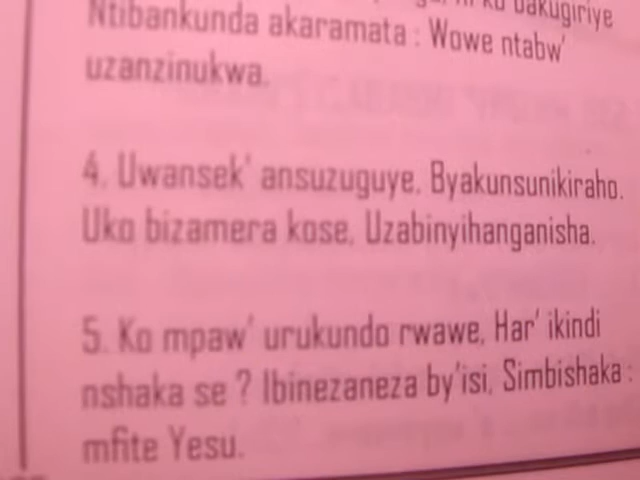 bakugiriye
Ntibankunda akaramata : Wowe ntabw'
uzanzinukwa.
4. Uwansek' ansuzuguye, Byakunsunikiraho.
Uko bizamera kose, Uzabinyihanganisha.
5. Ko mpaw' urukundo rwawe, Har' ikindi
nshaka se ? Ibinezaneza by'isi, Simbishaka :
mfite Yesu.